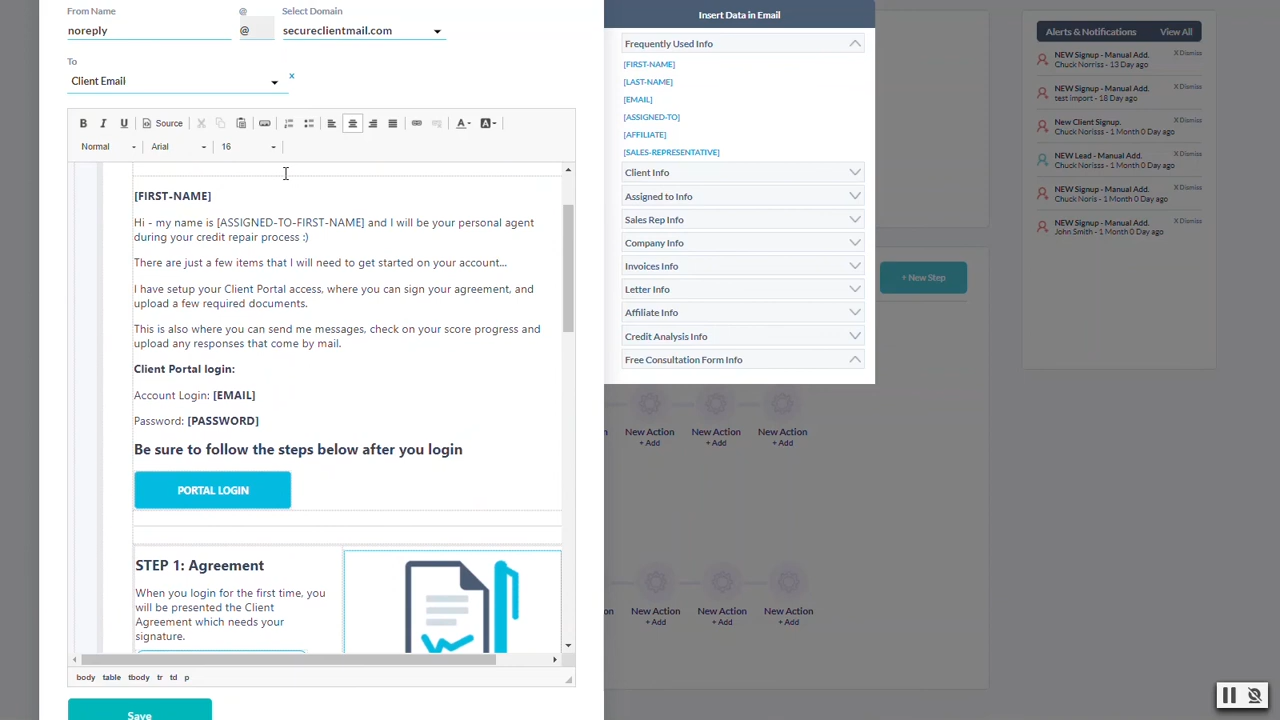 From Name
@
Select Domain
noreply
@
secureclientmail.com
To
Client Email
x
B I U Source
Normal Arial 16
[FIRST-NAME]
Hi - my name is [ASSIGNED-TO-FIRST-NAME] and I will be your personal agent
during your credit repair process :)
There are just a few items that I will need to get started on your account...
I have setup your Client Portal access, where you can sign your agreement, and
upload a few required documents.
This is also where you can send me messages, check on your score progress and
upload any responses that come by mail.
Client Portal login:
Account Login: [EMAIL]
Password: [PASSWORD]
Be sure to follow the steps below after you login
PORTAL LOGIN
STEP 1: Agreement
When you login for the first time, you
will be presented the Client
Agreement which needs your
signature.
body table tbody tr td p
Save
Insert Data in Email
Frequently Used Info
[FIRST-NAME]
[LAST-NAME]
[EMAIL]
[ASSIGNED-TO]
[AFFILIATE]
[SALES-REPRESENTATIVE]
Client Info
Assigned to Info
Sales Rep Info
Company Info
Invoices Info
Letter Info
Affiliate Info
Credit Analysis Info
Free Consultation Form Info
+ New Step
n New Action New Action New Action
+ Add + Add + Add
on New Action New Action New Action
+ Add + Add + Add
Alerts & Notifications View All
NEW Signup - Manual Add. X Dismiss
Chuck Norriss - 13 Day ago
NEW Signup - Manual Add. X Dismiss
test import - 18 Day ago
New Client Signup. X Dismiss
Chuck Norriss - 1 Month 0 Day ago
NEW Lead - Manual Add. X Dismiss
Chuck Norriss - 1 Month 0 Day ago
NEW Signup - Manual Add. X Dismiss
Chuck Noris - 1 Month 0 Day ago
NEW Signup - Manual Add. X Dismiss
John Smith - 1 Month 0 Day ago